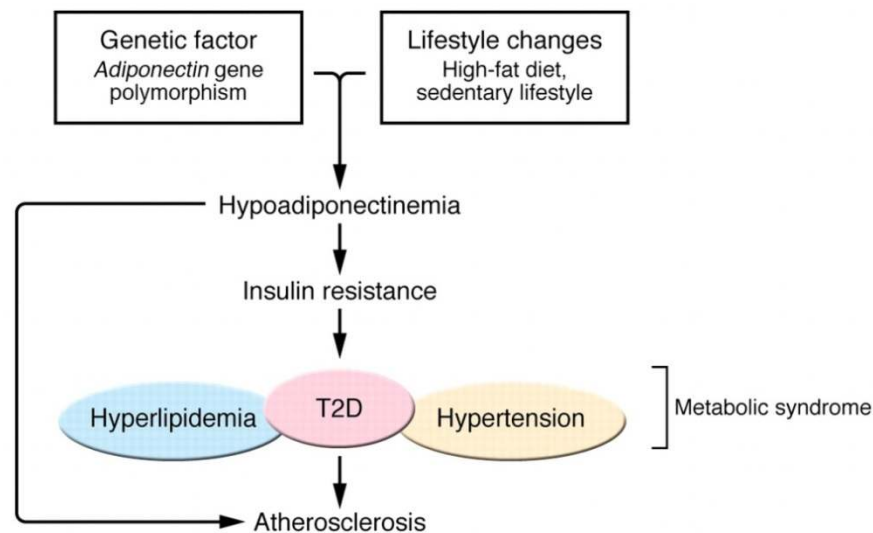 Genetic factor
Adiponectin gene
polymorphism
Lifestyle changes
High-fat diet,
sedentary lifestyle
Hypoadiponectinemia
Insulin resistance
Hyperlipidemia
T2D
Hypertension
Metabolic syndrome
Atherosclerosis